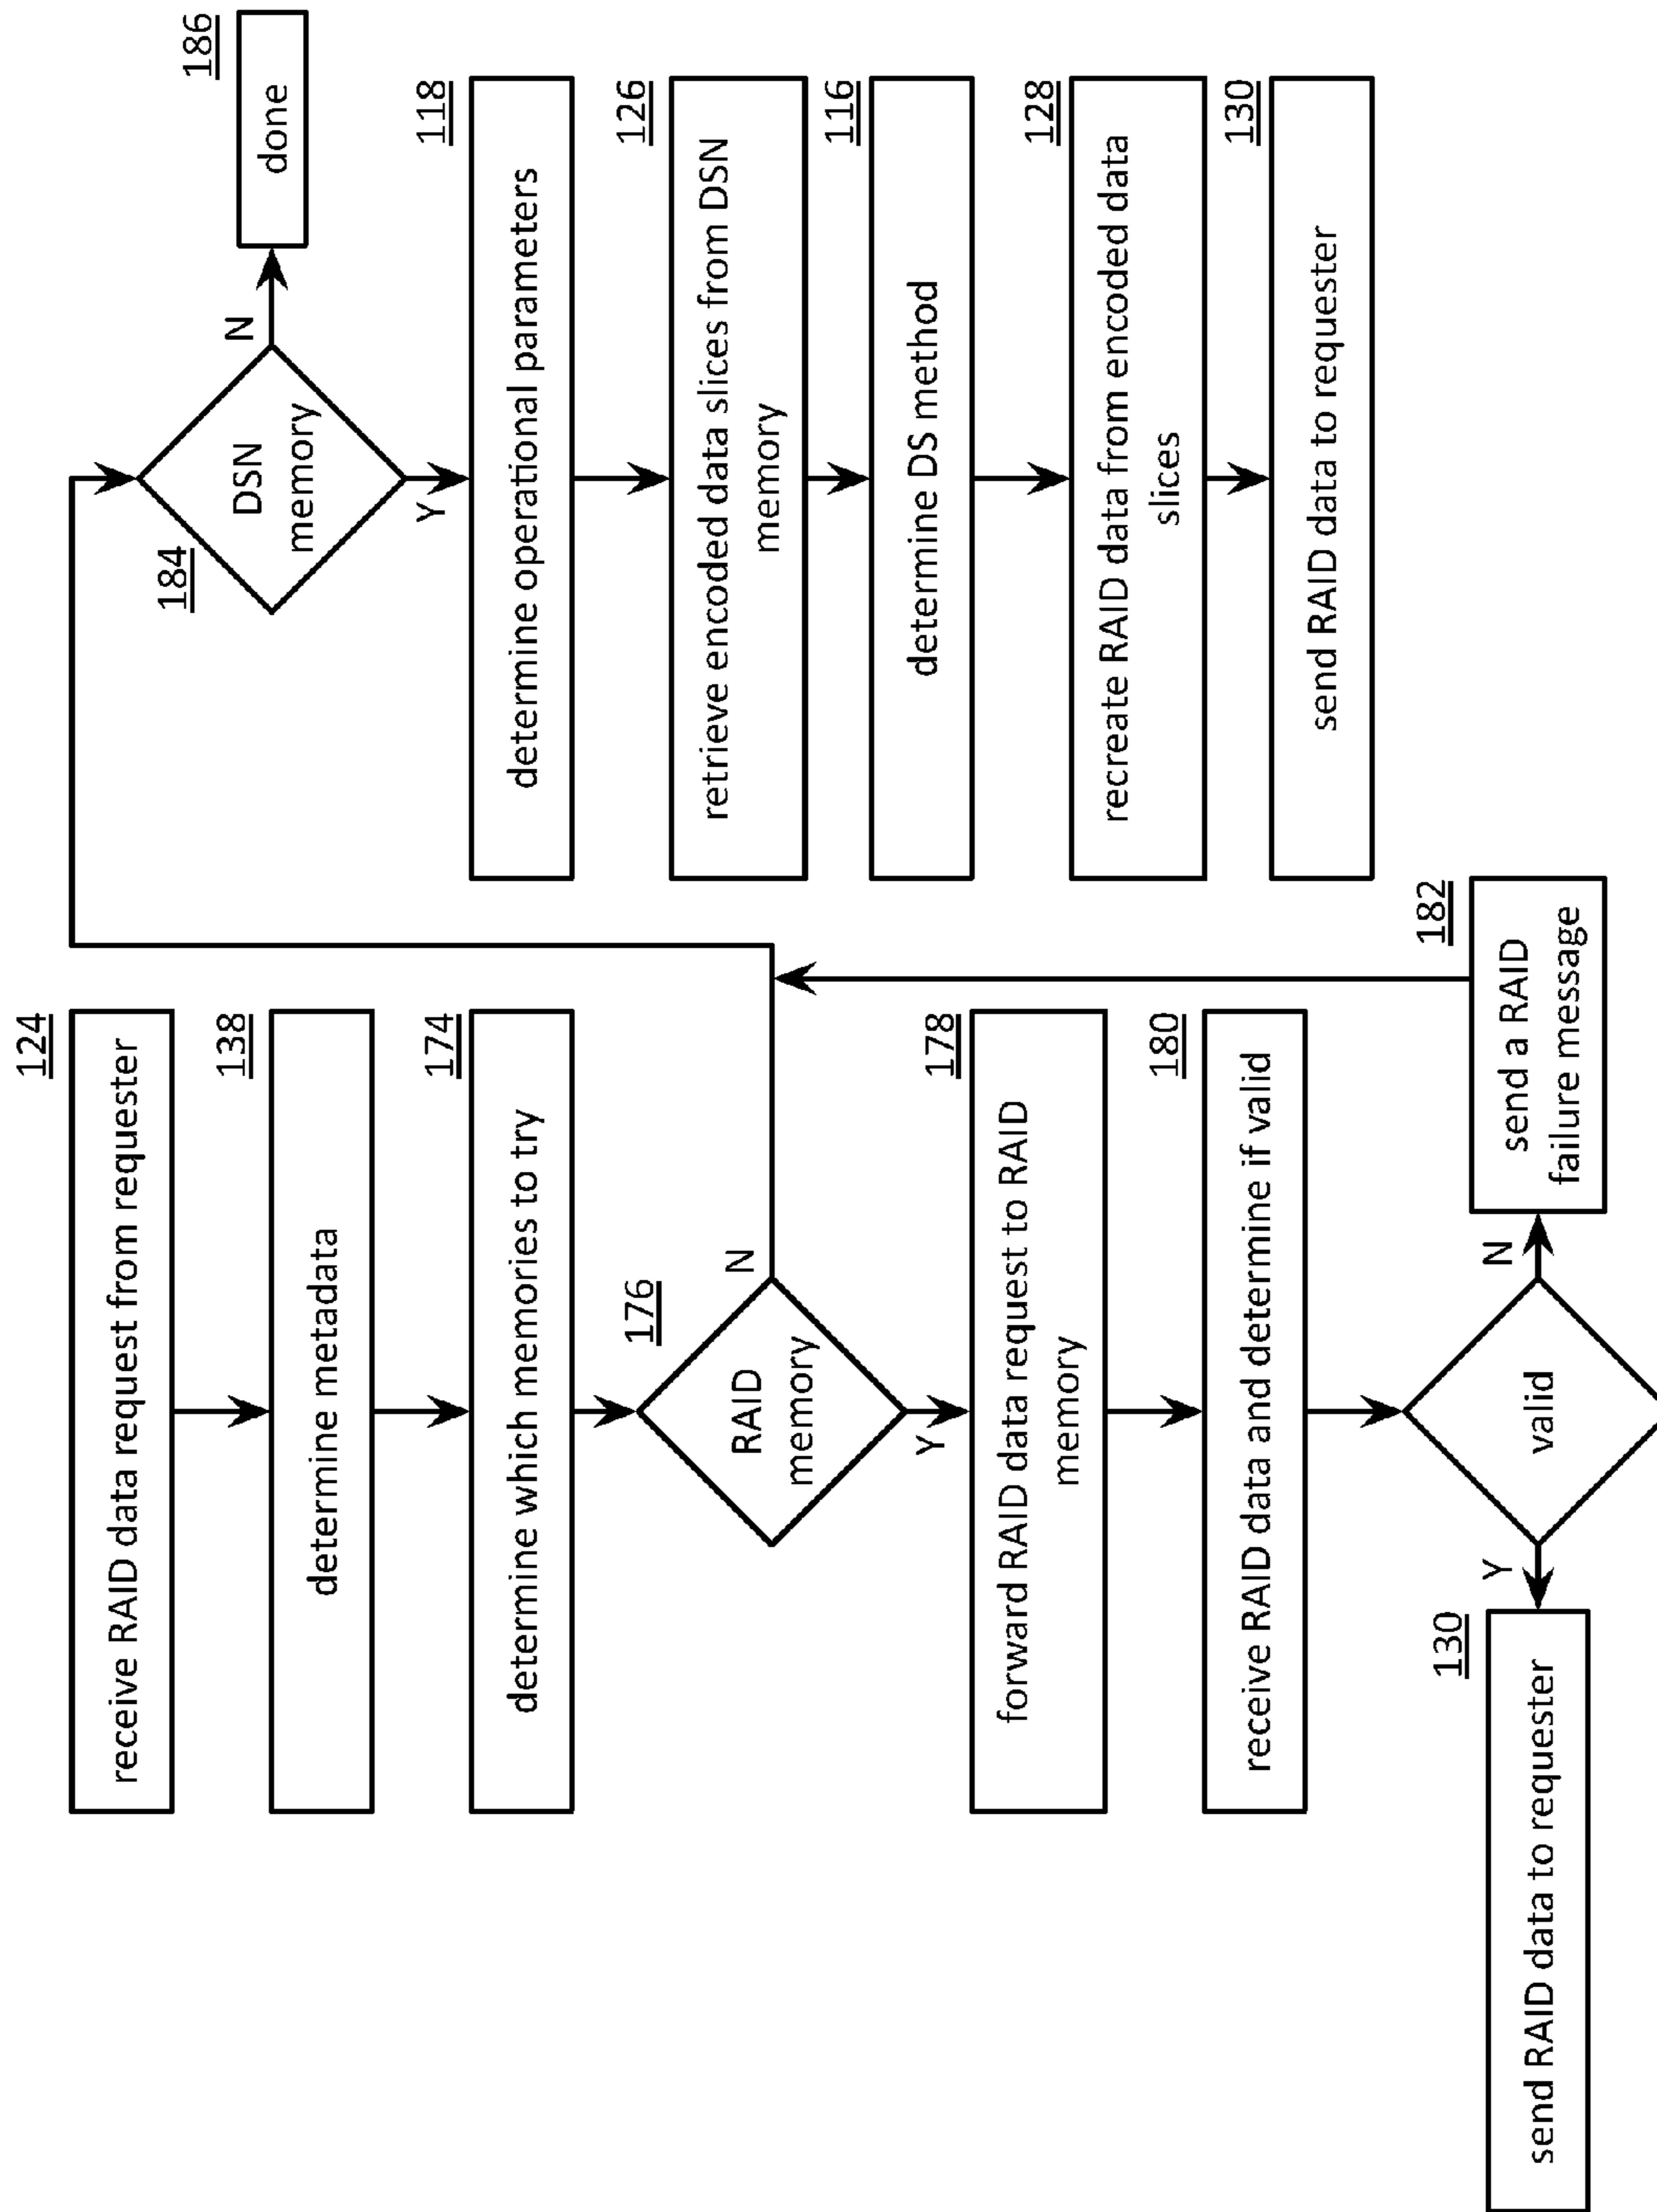 124
receive RAID data request from requester
138
determine metadata
174
determine which memories to try
176
RAID
memory
N
Y
178
forward RAID data request to RAID
memory
180
receive RAID data and determine if valid
valid
Y
N
130
send RAID data to requester
182
send a RAID
failure message
184
DSN
memory
N
186
done
Y
118
determine operational parameters
126
retrieve encoded data slices from DSN
memory
116
determine DS method
128
recreate RAID data from encoded data
slices
130
send RAID data to requester